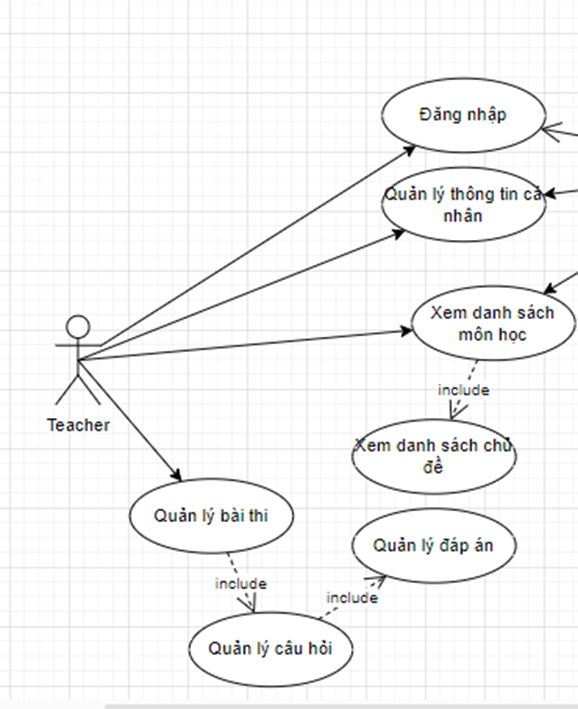 Đăng nhập
Quản lý thông tin cá
nhân
Xem danh sách
môn học
include
Teacher
Xem danh sách chủ
đề
Quản lý bài thi
Quản lý đáp án
include
include
Quản lý câu hỏi